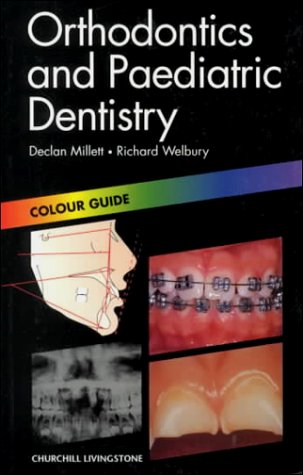 Orthodontics
and Paediatric
Dentistry
Declan Millett • Richard Welbury
COLOUR GUIDE
CHURCHILL LIVINGSTONE